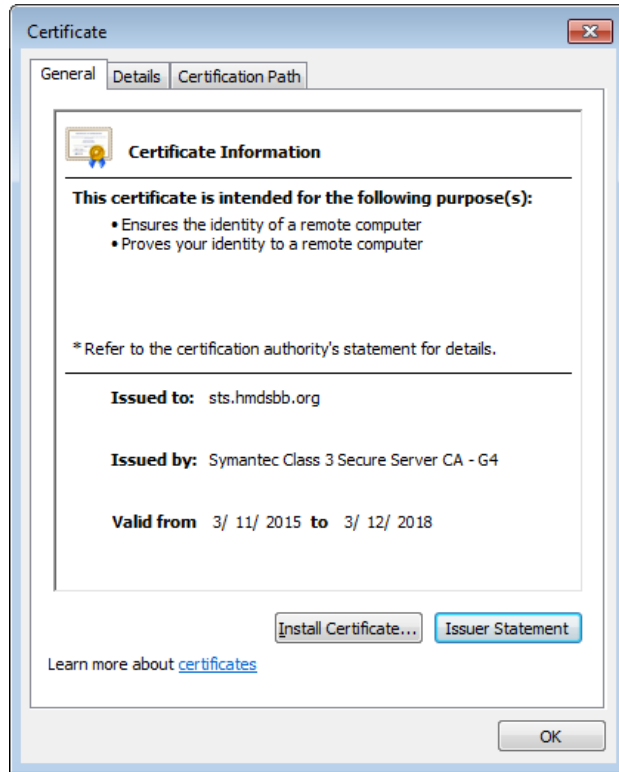 Certificate
General Details Certification Path
Certificate Information
This certificate is intended for the following purpose(s):
• Ensures the identity of a remote computer
• Proves your identity to a remote computer
* Refer to the certification authority's statement for details.
Issued to: sts.hmdsbb.org
Issued by: Symantec Class 3 Secure Server CA - G4
Valid from 3/ 11/ 2015 to 3/ 12/ 2018
Install Certificate... Issuer Statement
Learn more about certificates
OK